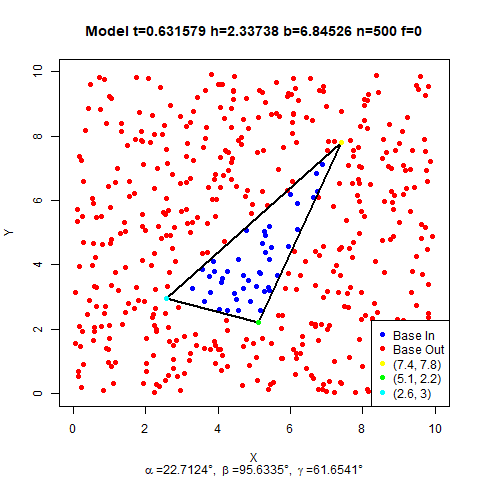 Model t=0.631579 h=2.33738 b=6.84526 n=500 f=0
10
8
6
4
2
0
Y
Base In
Base Out
(7.4, 7.8)
(5.1, 2.2)
(2.6, 3)
0 2 4 6 8 10
X
α=22.7124°, β=95.6335°, γ=61.6541°